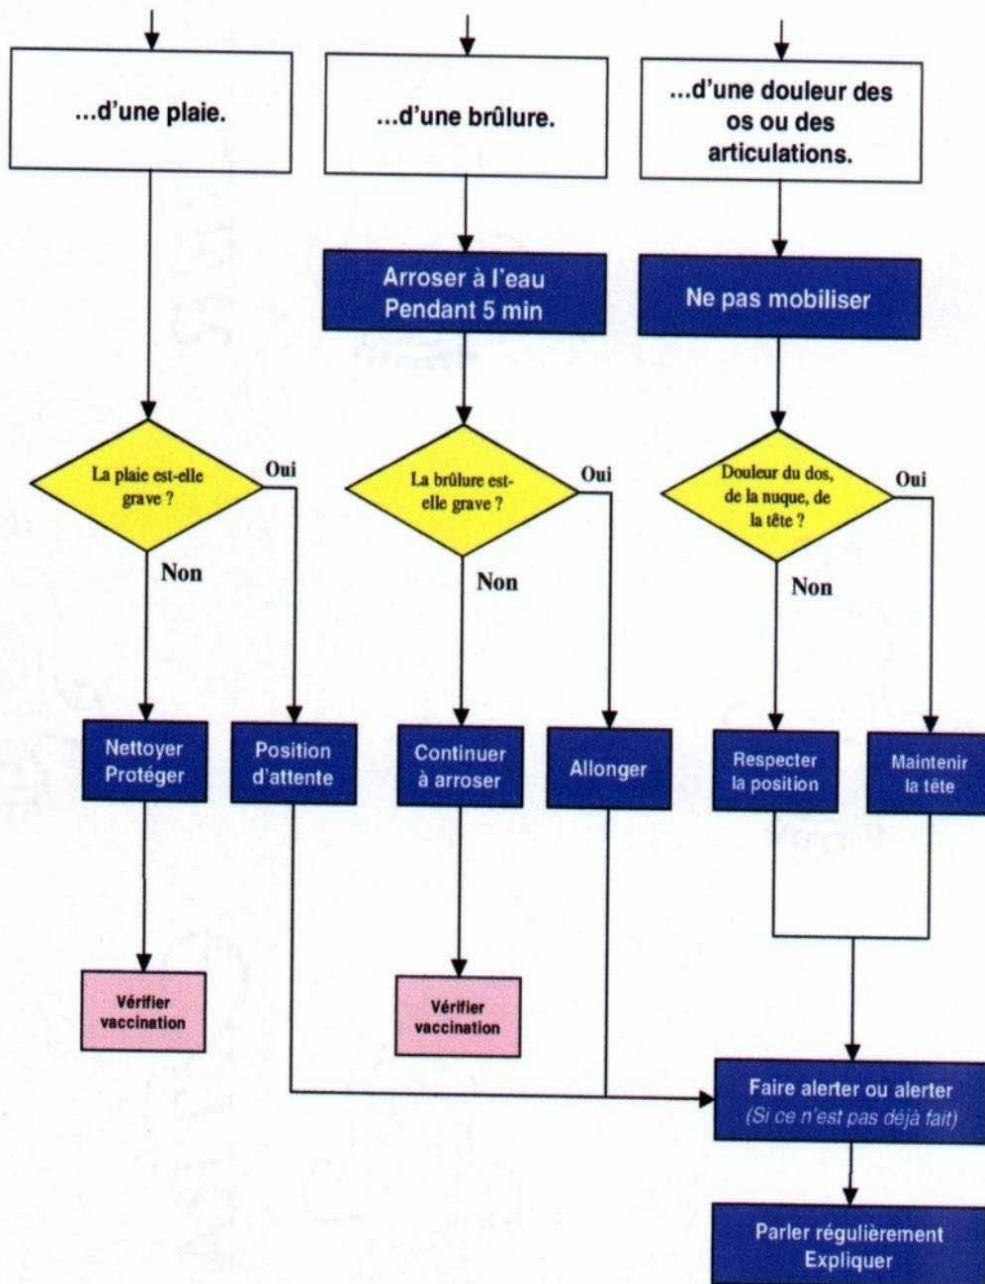 ...d'une plaie.
...d'une brûlure.
...d'une douleur des
os ou des
articulations.
Arroser à l'eau
Pendant 5 min
Ne pas mobiliser
La plaie est-elle
grave ?
Oui
Non
La brûlure est-
elle grave ?
Oui
Non
Douleur du dos,
de la nuque, de
la tête ?
Oui
Non
Nettoyer
Protéger
Position
d'attente
Continuer
à arroser
Allonger
Respecter
la position
Maintenir
la tête
Vérifier
vaccination
Vérifier
vaccination
Faire alerter ou alerter
(Si ce n'est pas déjà fait)
Parler régulièrement
Expliquer